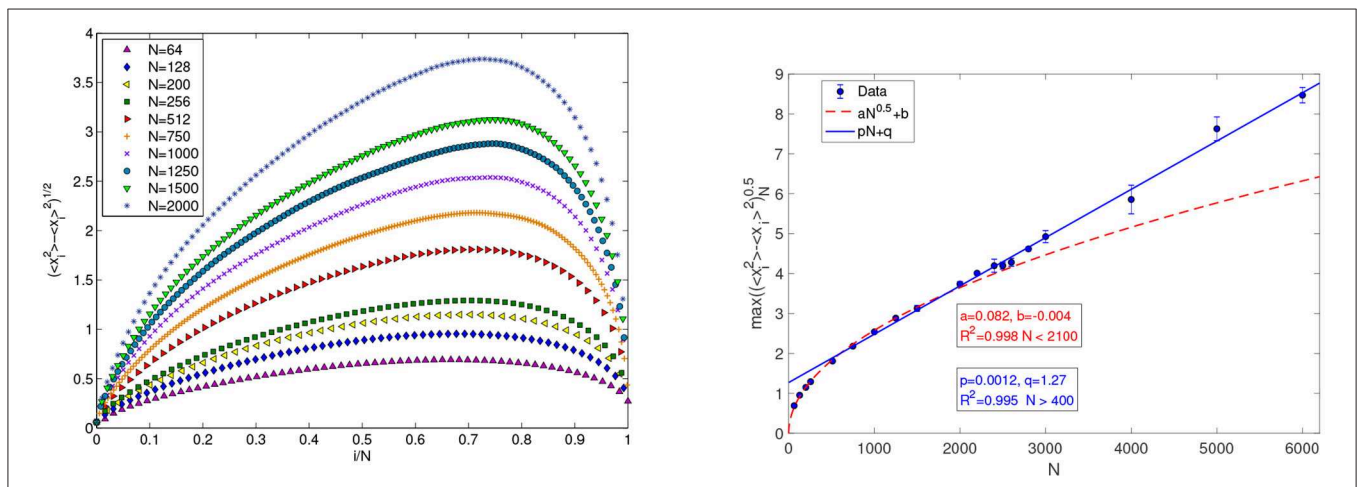 4
3.5
3
2.5
2
1.5
1
0.5
0
0 0.1 0.2 0.3 0.4 0.5 0.6 0.7 0.8 0.9 1
i/N
(<x_i^2>-<x_i>^2)^{1/2}
N=64
N=128
N=200
N=256
N=512
N=750
N=1000
N=1250
N=1500
N=2000
9
8
7
6
5
4
3
2
1
0
0 1000 2000 3000 4000 5000 6000
N
max((<x_i^2>-<x_i>^2)_N^{0.5}
Data
aN^{0.5}+b
pN+q
a=0.082, b=-0.004
R^2=0.998 N < 2100
p=0.0012, q=1.27
R^2=0.995 N > 400